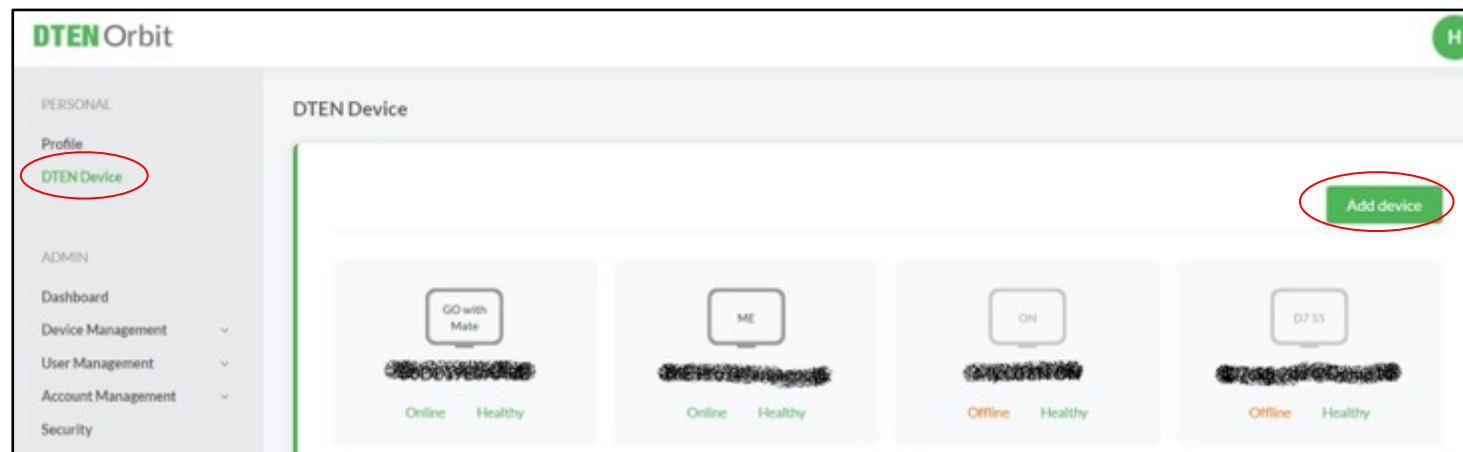 DTEN Orbit
H
PERSONAL
Profile
DTEN Device
ADMIN
Dashboard
Device Management
User Management
Account Management
Security
DTEN Device
Add device
GO with
Mate
Online Healthy
ME
Online Healthy
ON
Offline Healthy
D7 55
Offline Healthy